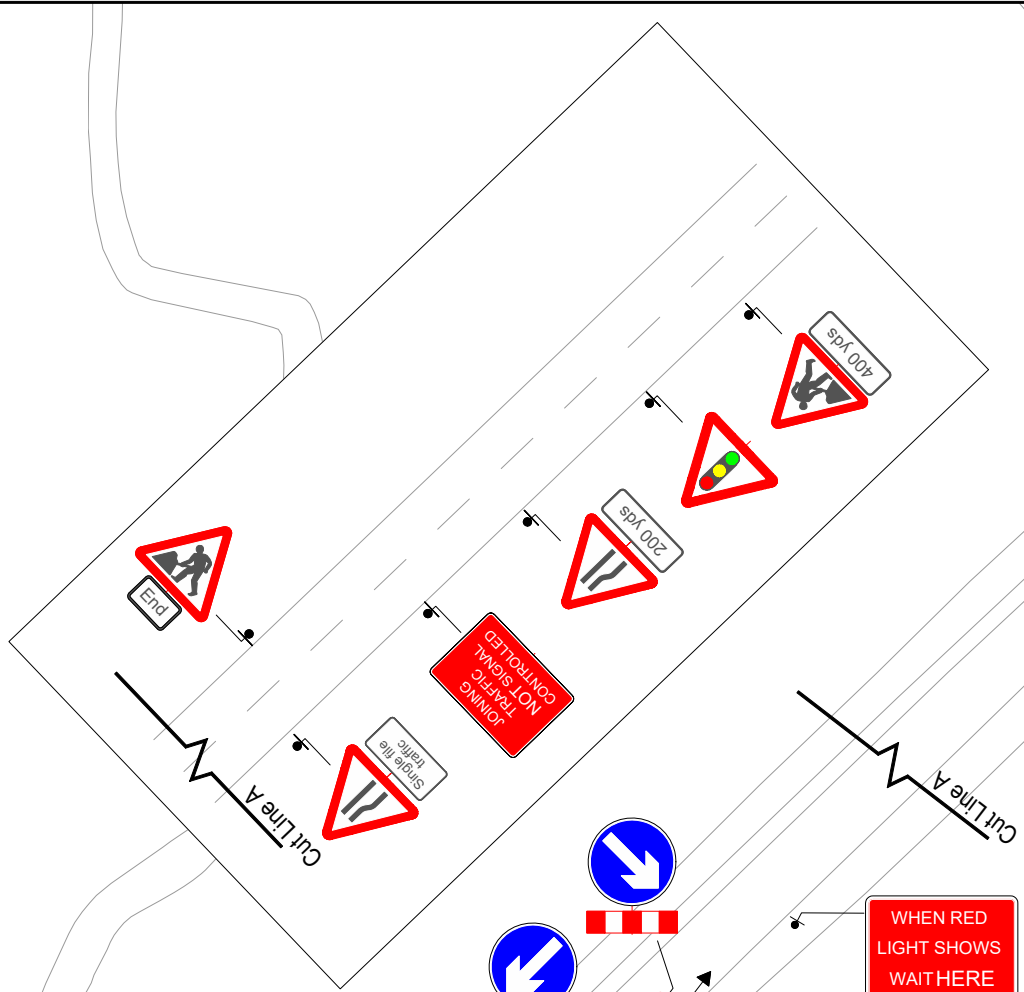 400 yds
200 yds
JOINING
TRAFFIC
NOT SIGNAL
CONTROLLED
End
Single file
traffic
Cut Line A
Cut Line A
WHEN RED
LIGHT SHOWS
WAIT HERE